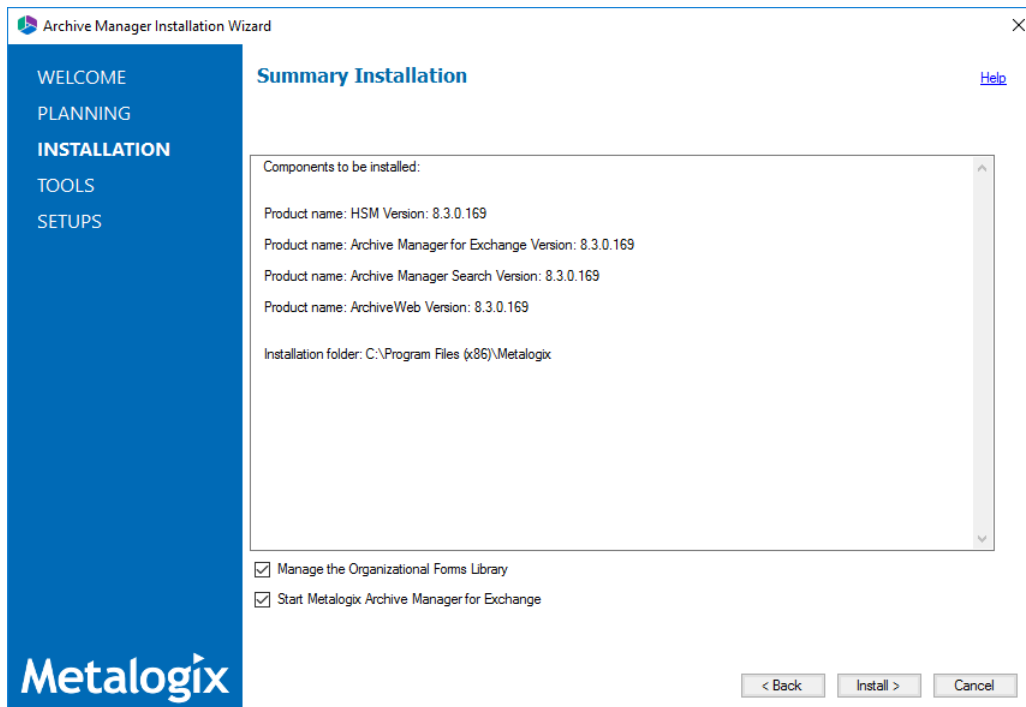 Archive Manager Installation Wizard
WELCOME
PLANNING
INSTALLATION
TOOLS
SETUPS
Summary Installation
Help
Components to be installed:
Product name: HSM Version: 8.3.0.169
Product name: Archive Manager for Exchange Version: 8.3.0.169
Product name: Archive Manager Search Version: 8.3.0.169
Product name: ArchiveWeb Version: 8.3.0.169
Installation folder: C:\Program Files (x86)\Metalogix
Manage the Organizational Forms Library
Start Metalogix Archive Manager for Exchange
Metalogix
< Back
Install >
Cancel